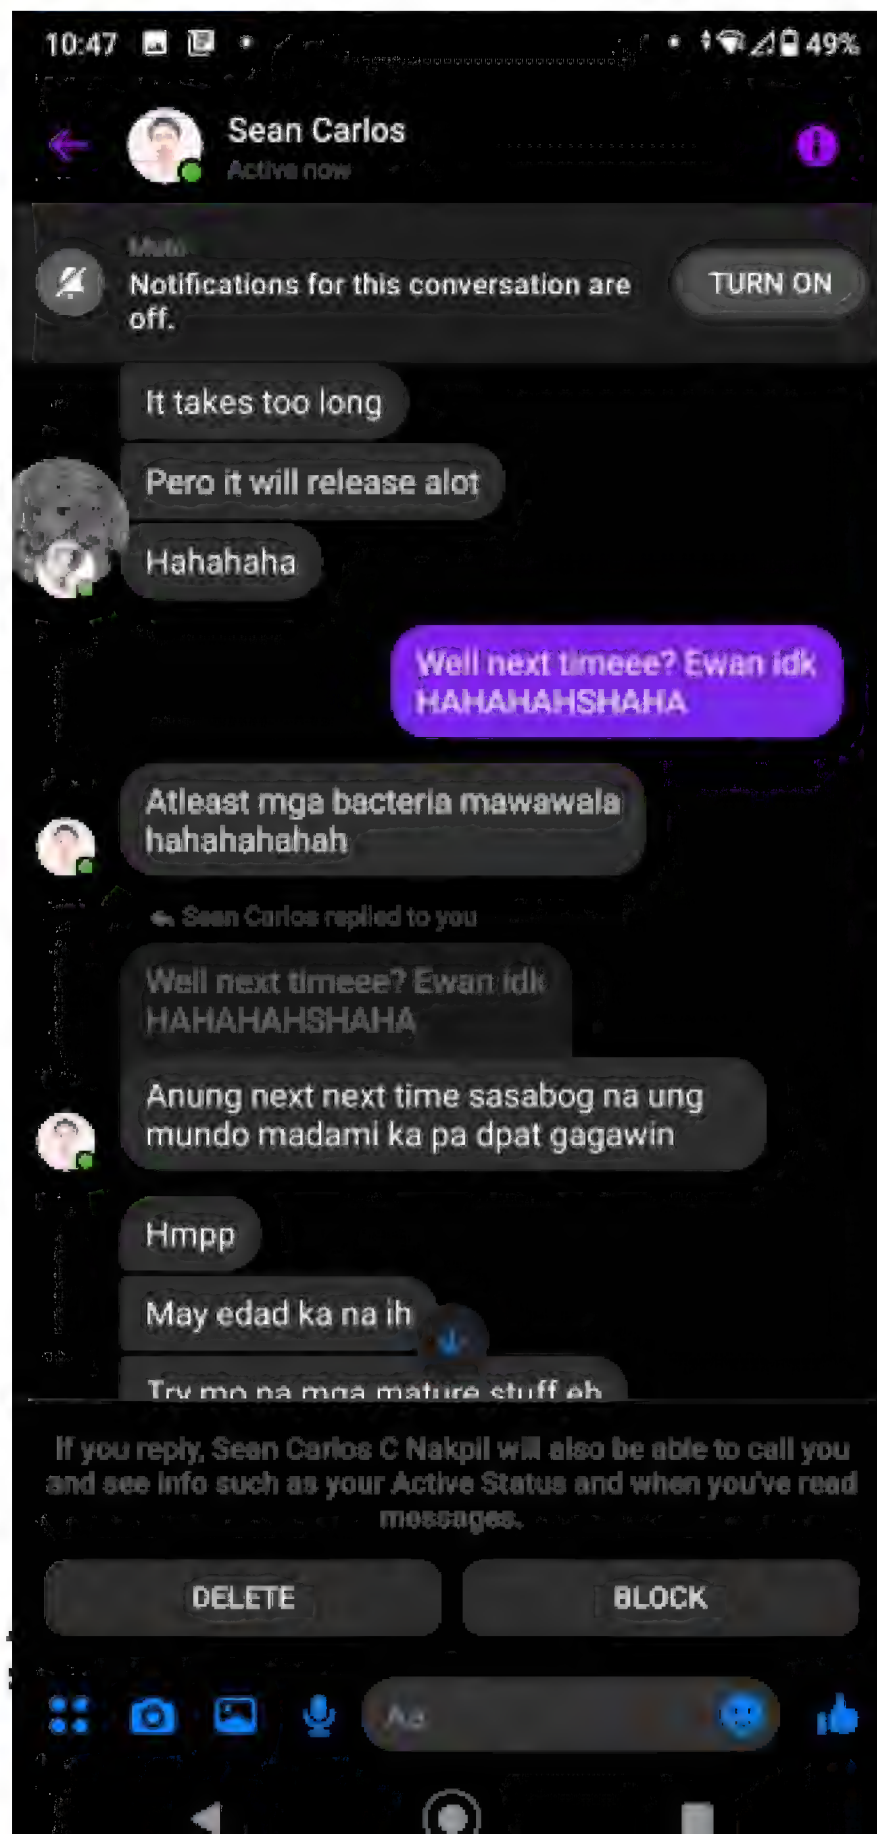 10:47
49%
Sean Carlos
Active now
Mute
Notifications for this conversation are
off.
TURN ON
It takes too long
Pero it will release alot
Hahahaha
Well next timeee? Ewan idk
HAHAHAHSHAHA
Atleast mga bacteria mawawala
hahahahahah
Sean Carlos replied to you
Well next timeee? Ewan idk
HAHAHAHSHAHA
Anung next next time sasabog na ung
mundo madami ka pa dpat gagawin
Hmpp
May edad ka na ih
Try mo na mga mature stuff eh
If you reply, Sean Carlos C Nakpil will also be able to call you
and see info such as your Active Status and when you've read
messages.
DELETE
BLOCK
Aa